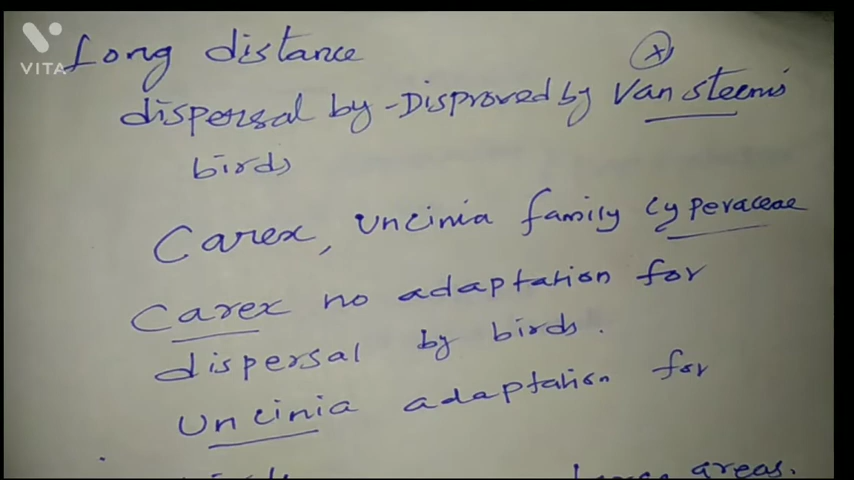 VITA
Long distance
dispersal by - Disproved by Van steenis
birds
Carex, Uncinia family Cyperaceae
Carex no adaptation for
dispersal by birds.
Uncinia adaptation for
areas.